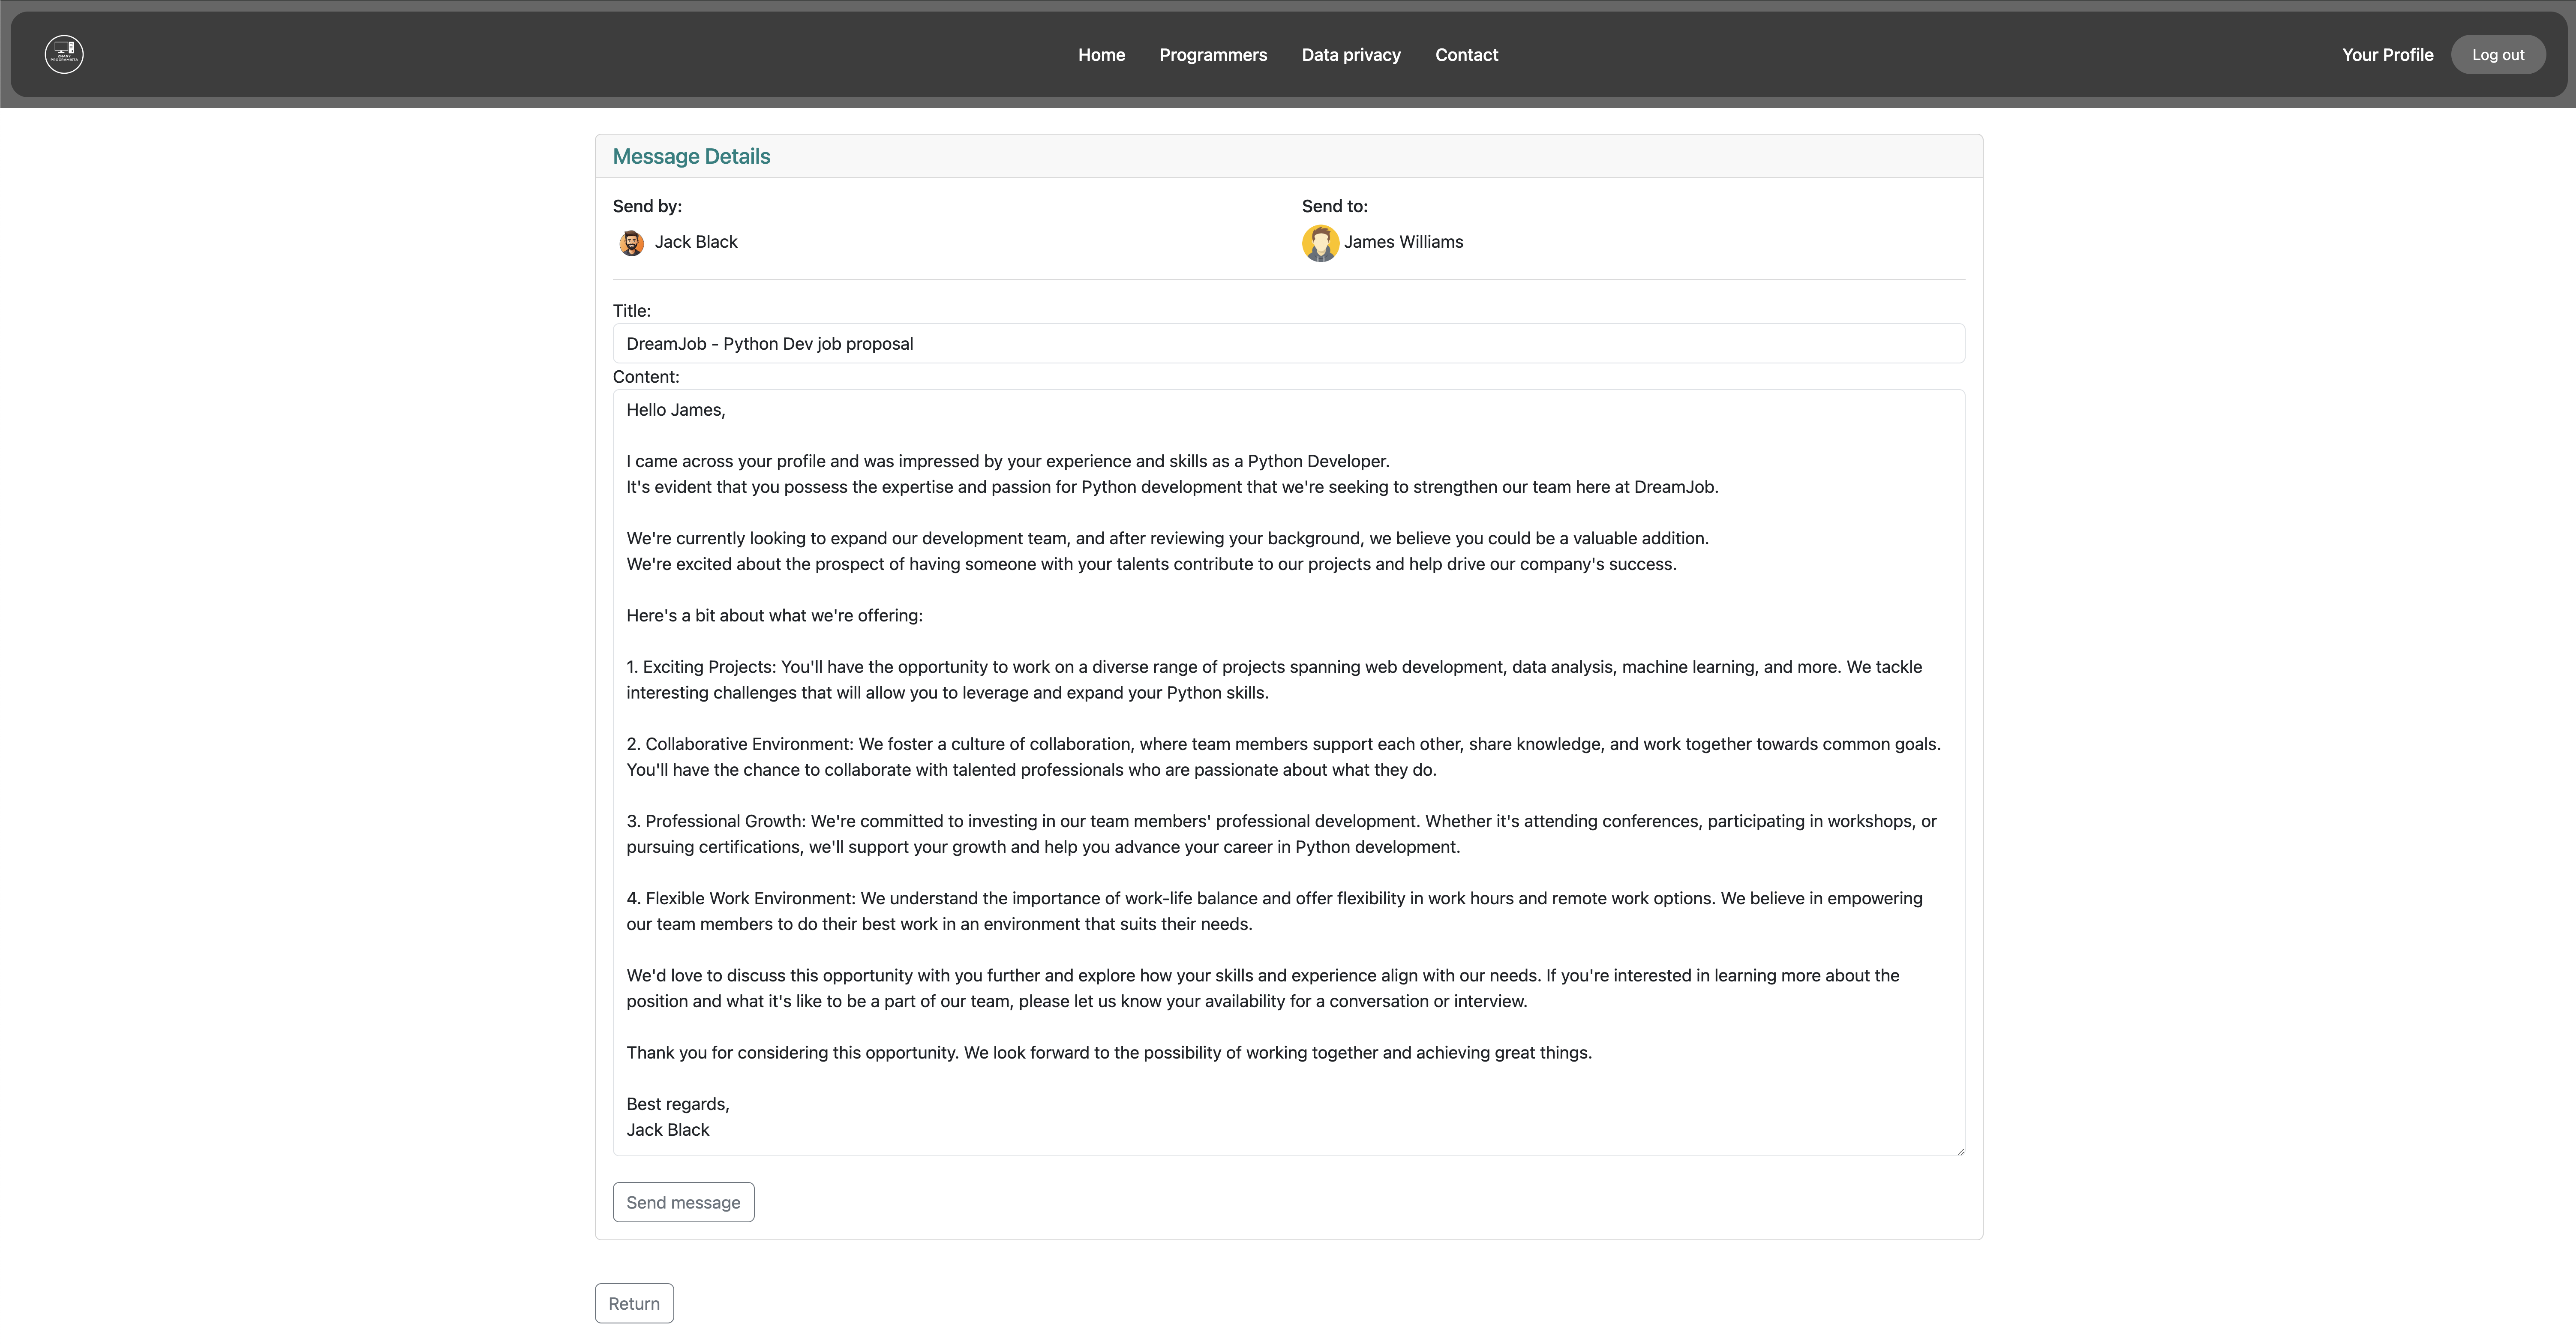 Home Programmers Data privacy Contact Your Profile Log out
Message Details
Send by: Send to:
Jack Black James Williams
Title:
DreamJob - Python Dev job proposal
Content:
Hello James,
I came across your profile and was impressed by your experience and skills as a Python Developer.
It's evident that you possess the expertise and passion for Python development that we're seeking to strengthen our team here at DreamJob.
We're currently looking to expand our development team, and after reviewing your background, we believe you could be a valuable addition.
We're excited about the prospect of having someone with your talents contribute to our projects and help drive our company's success.
Here's a bit about what we're offering:
1. Exciting Projects: You'll have the opportunity to work on a diverse range of projects spanning web development, data analysis, machine learning, and more. We tackle
interesting challenges that will allow you to leverage and expand your Python skills.
2. Collaborative Environment: We foster a culture of collaboration, where team members support each other, share knowledge, and work together towards common goals.
You'll have the chance to collaborate with talented professionals who are passionate about what they do.
3. Professional Growth: We're committed to investing in our team members' professional development. Whether it's attending conferences, participating in workshops, or
pursuing certifications, we'll support your growth and help you advance your career in Python development.
4. Flexible Work Environment: We understand the importance of work-life balance and offer flexibility in work hours and remote work options. We believe in empowering
our team members to do their best work in an environment that suits their needs.
We'd love to discuss this opportunity with you further and explore how your skills and experience align with our needs. If you're interested in learning more about the
position and what it's like to be a part of our team, please let us know your availability for a conversation or interview.
Thank you for considering this opportunity. We look forward to the possibility of working together and achieving great things.
Best regards,
Jack Black
Send message
Return